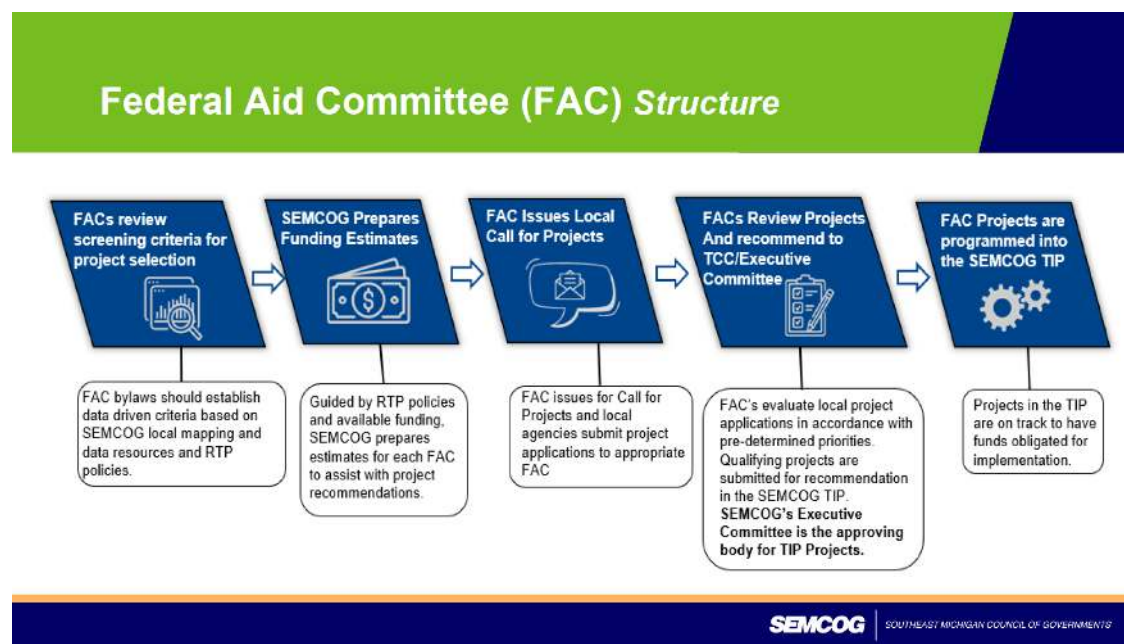 Federal Aid Committee (FAC) Structure
FACs review
screening criteria for
project selection
SEMCOG Prepares
Funding Estimates
FAC Issues Local
Call for Projects
FACs Review Projects
And recommend to
TCC/Executive
Committee
FAC Projects are
programmed into
the SEMCOG TIP
FAC bylaws should establish
data driven criteria based on
SEMCOG local mapping and
data resources and RTP
policies.
Guided by RTP policies
and available funding,
SEMCOG prepares
estimates for each FAC
to assist with project
recommendations.
FAC issues for Call for
Projects and local
agencies submit project
applications to appropriate
FAC
FAC's evaluate local project
applications in accordance with
pre-determined priorities.
Qualifying projects are
submitted for recommendation
in the SEMCOG TIP.
SEMCOG's Executive
Committee is the approving
body for TIP Projects.
Projects in the TIP
are on track to have
funds obligated for
implementation.
SEMCOG SOUTHEAST MICHIGAN COUNCIL OF GOVERNMENTS